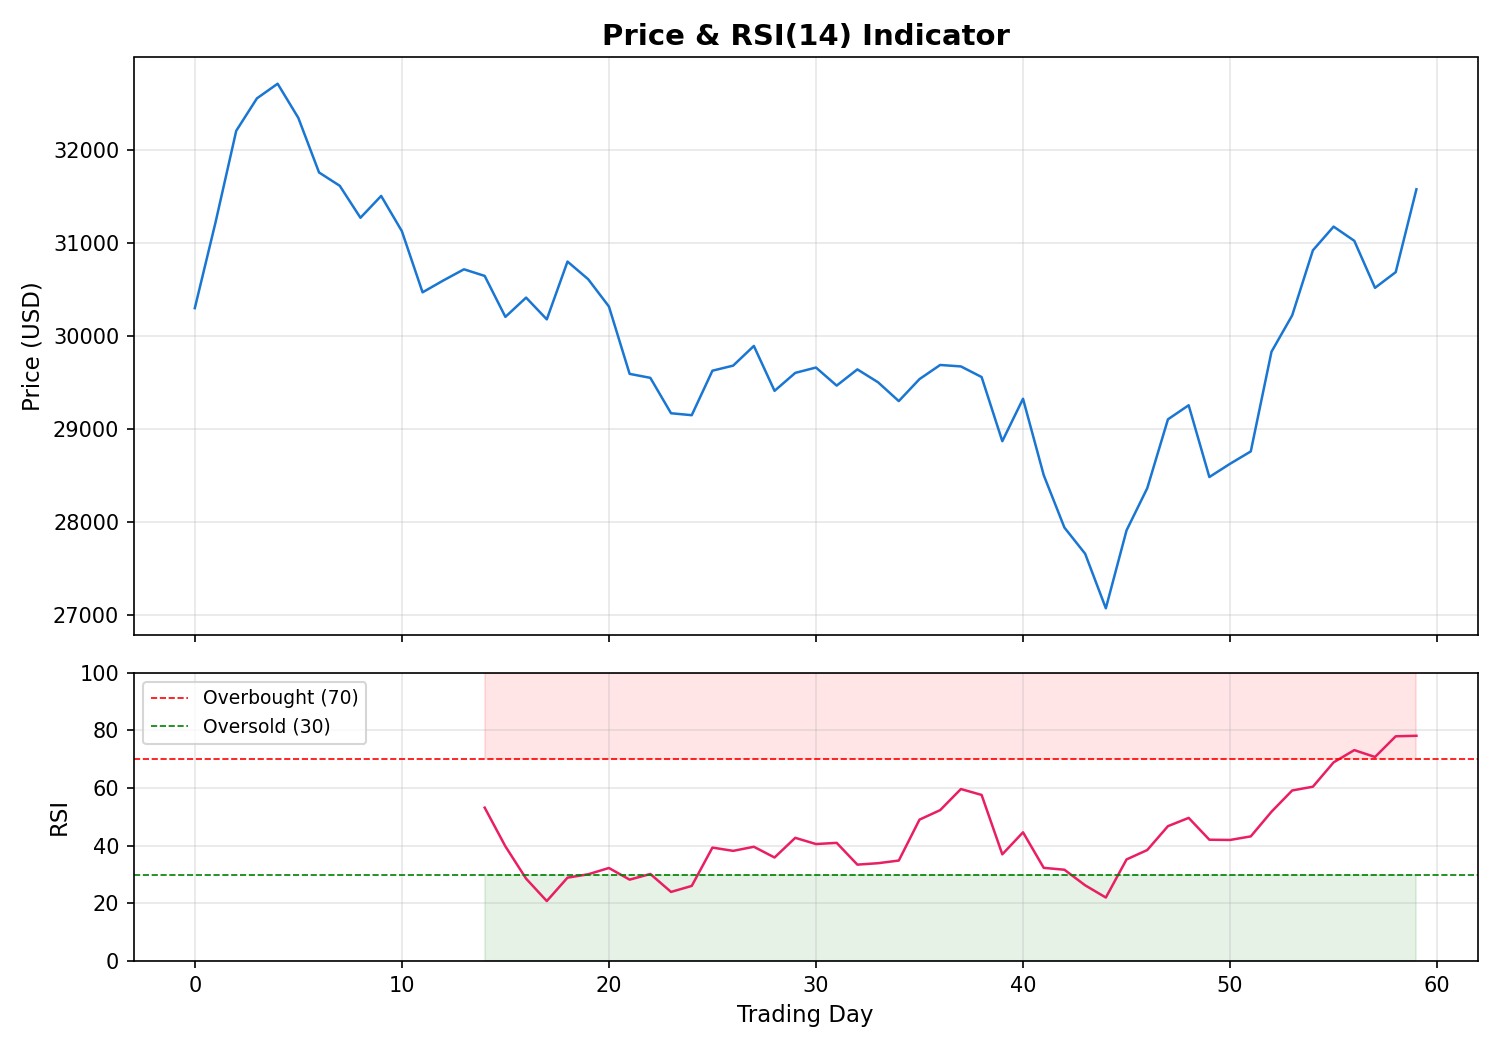 Price & RSI(14) Indicator
Price (USD)
32000
31000
30000
29000
28000
27000
RSI
100
80
60
40
20
0
Overbought (70)
Oversold (30)
0 10 20 30 40 50 60
Trading Day